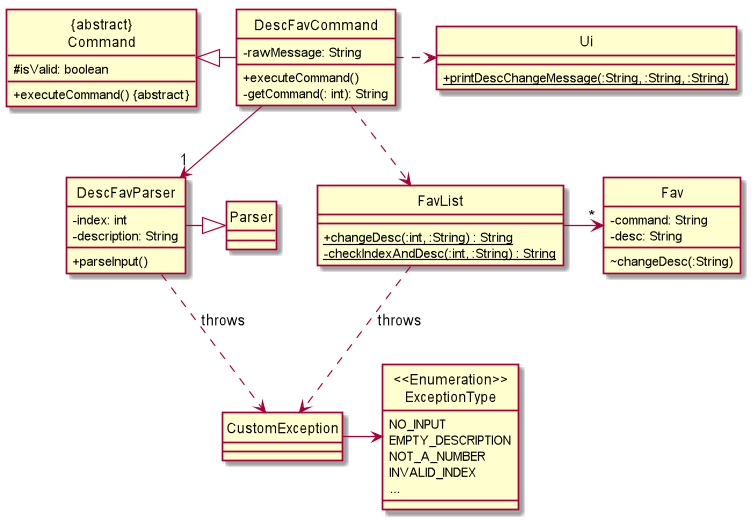 {abstract}
Command
#isValid: boolean
+executeCommand() {abstract}
DescFavCommand
-rawMessage: String
+executeCommand()
-getCommand(: int): String
Ui
+printDescChangeMessage(:String, :String, :String)
1
DescFavParser
-index: int
-description: String
+parseInput()
Parser
FavList
+changeDesc(:int, :String) : String
-checkIndexAndDesc(:int, :String) : String
*
Fav
-command: String
-desc: String
~changeDesc(:String)
throws
throws
CustomException
<<Enumeration>>
ExceptionType
NO_INPUT
EMPTY_DESCRIPTION
NOT_A_NUMBER
INVALID_INDEX
...